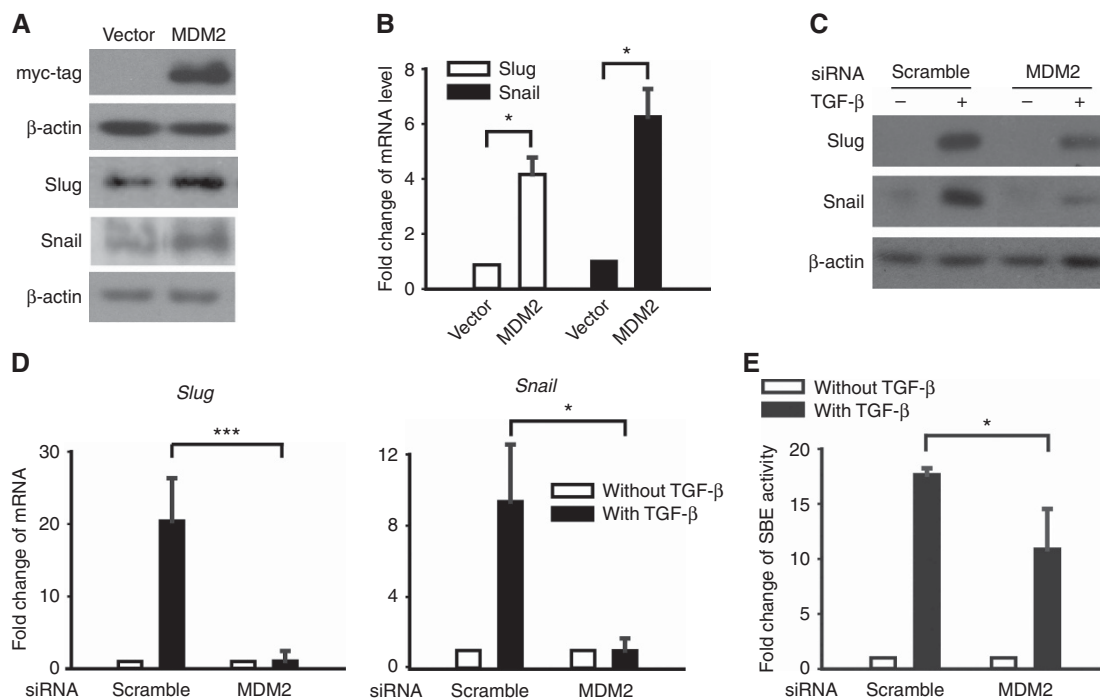 A
Vector MDM2
myc-tag
β-actin
Slug
Snail
β-actin
B
Fold change of mRNA level
8
6
4
2
0
Slug
Snail
*
*
Vector
MDM2
Vector
MDM2
C
siRNA Scramble MDM2
TGF-β − + − +
Slug
Snail
β-actin
D
Slug
Fold change of mRNA
30
20
10
0
***
siRNA Scramble MDM2
Snail
12
8
4
0
*
Without TGF-β
With TGF-β
siRNA Scramble MDM2
E
Without TGF-β
With TGF-β
Fold change of SBE activity
20
15
10
5
0
*
siRNA Scramble MDM2